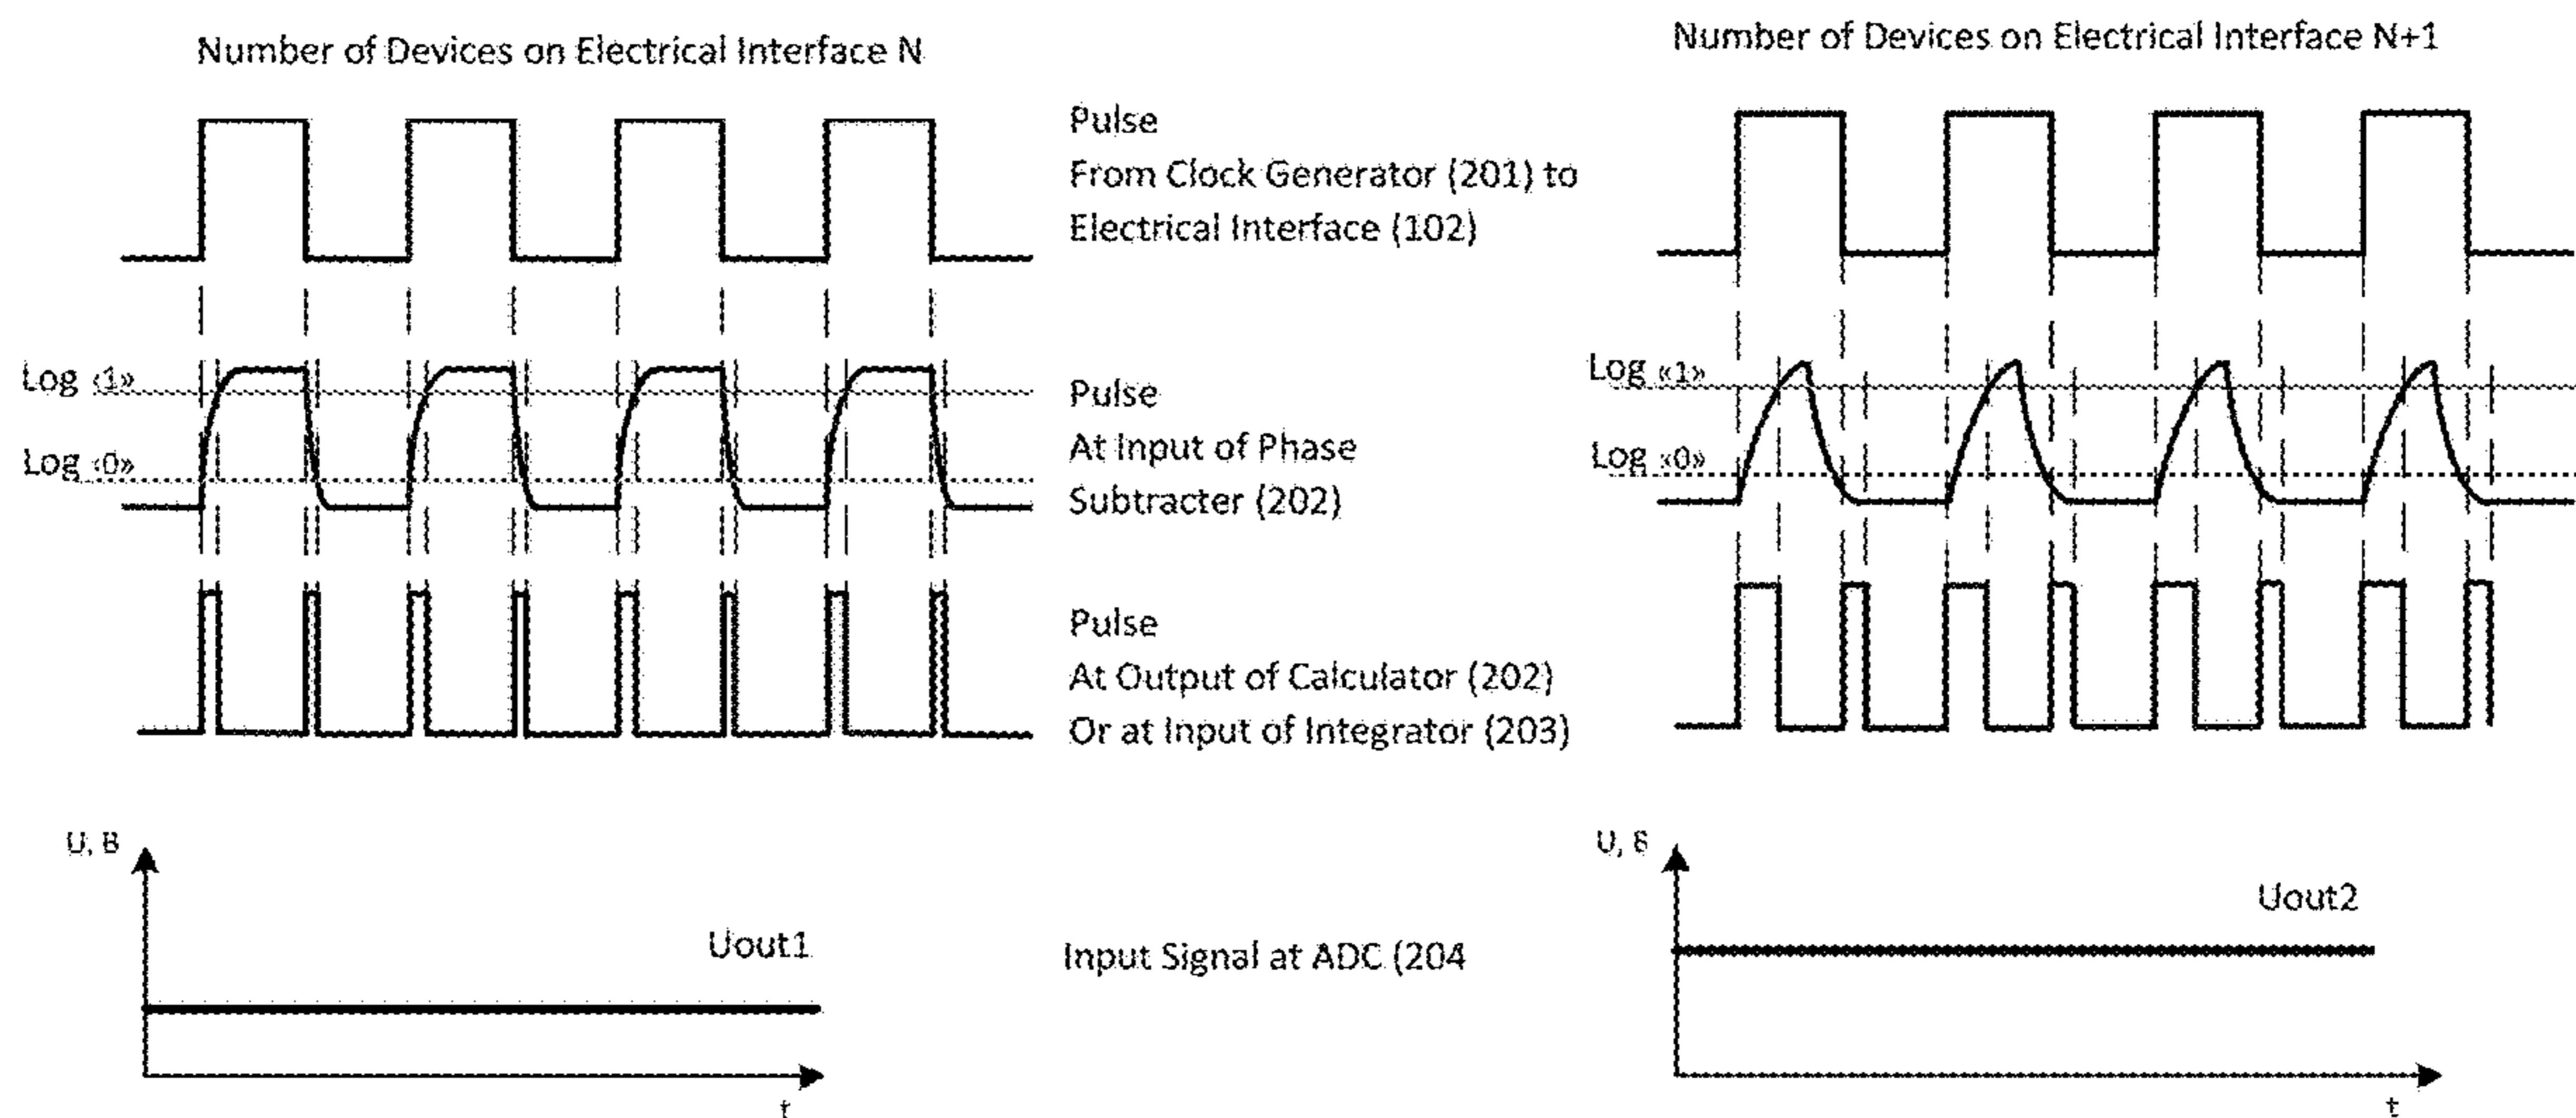 Number of Devices on Electrical Interface N
Number of Devices on Electrical Interface N+1
Pulse
From Clock Generator (201) to
Electrical Interface (102)
Log «1»
Log «0»
Pulse
At Input of Phase
Subtracter (202)
Log «1»
Log «0»
Pulse
At Output of Calculator (202)
Or at Input of Integrator (203)
U, B
Uout1
t
Input Signal at ADC (204
U, B
Uout2
t